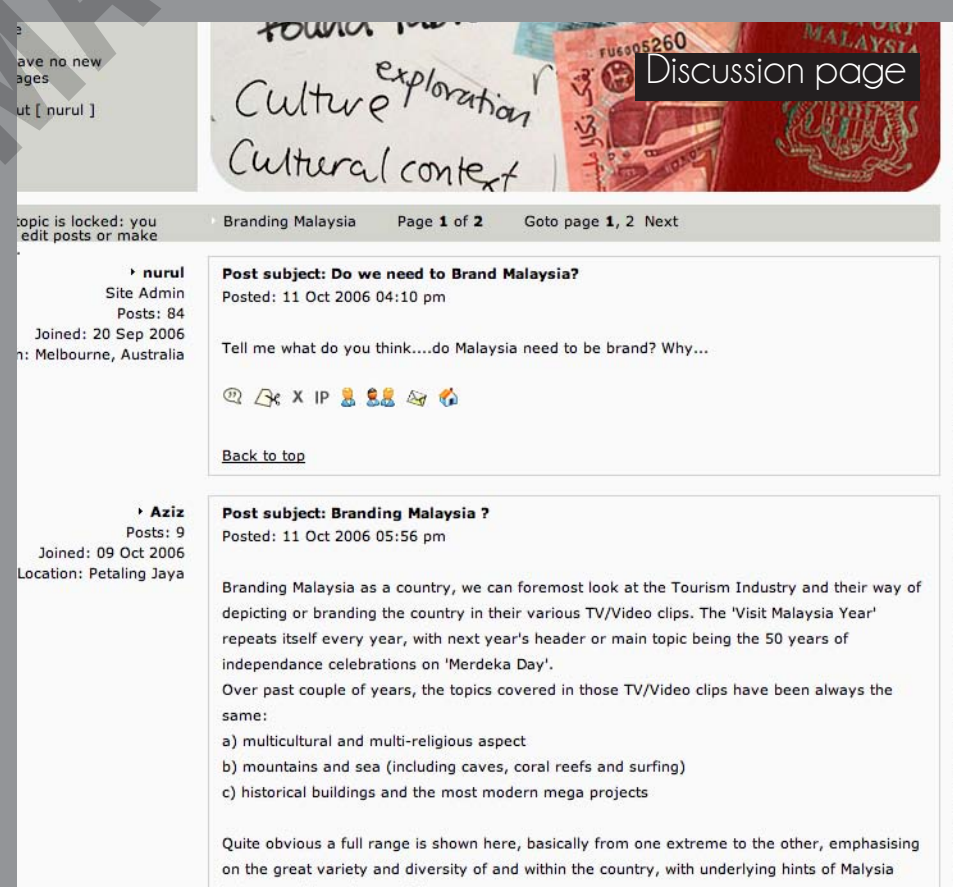 ave no new
ages
ut [ nurul ]
exploration
Culture
Cultural context
FU6005260
MALAYSIA
Discussion page
topic is locked: you
edit posts or make
Branding Malaysia Page 1 of 2 Goto page 1, 2 Next
nurul
Site Admin
Posts: 84
Joined: 20 Sep 2006
n: Melbourne, Australia
Post subject: Do we need to Brand Malaysia?
Posted: 11 Oct 2006 04:10 pm
Tell me what do you think....do Malaysia need to be brand? Why...
X IP
Back to top
Aziz
Posts: 9
Joined: 09 Oct 2006
Location: Petaling Jaya
Post subject: Branding Malaysia ?
Posted: 11 Oct 2006 05:56 pm
Branding Malaysia as a country, we can foremost look at the Tourism Industry and their way of
depicting or branding the country in their various TV/Video clips. The 'Visit Malaysia Year'
repeats itself every year, with next year's header or main topic being the 50 years of
independance celebrations on 'Merdeka Day'.
Over past couple of years, the topics covered in those TV/Video clips have been always the
same:
a) multicultural and multi-religious aspect
b) mountains and sea (including caves, coral reefs and surfing)
c) historical buildings and the most modern mega projects
Quite obvious a full range is shown here, basically from one extreme to the other, emphasising
on the great variety and diversity of and within the country, with underlying hints of Malysia